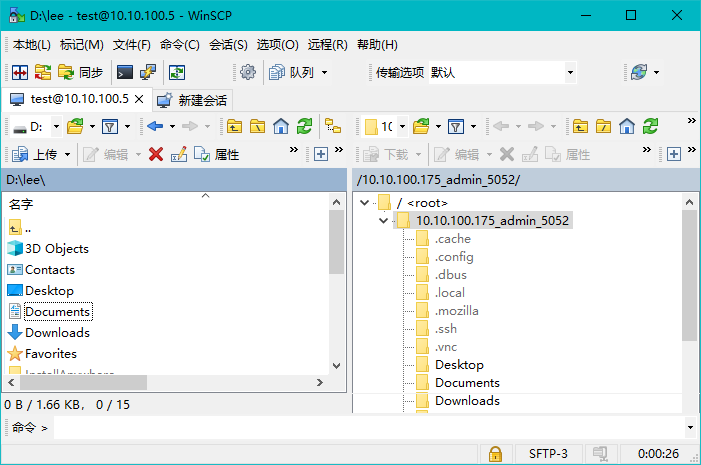 D:\lee - test@10.10.100.5 - WinSCP
本地(L) 标记(M) 文件(F) 命令(C) 会话(S) 选项(O) 远程(R) 帮助(H)
同步 队列 传输选项 默认
test@10.10.100.5 × 新建会话
D: 10
上传 编辑 属性 » 下载 编辑 属性 »
D:\lee\ /10.10.100.175_admin_5052/
名字
..
3D Objects
Contacts
Desktop
Documents
Downloads
Favorites
InstallAnywhere
/ <root>
10.10.100.175_admin_5052
.cache
.config
.dbus
.local
.mozilla
.ssh
.vnc
Desktop
Documents
Downloads
0 B / 1.66 KB， 0 / 15
命令 >
SFTP-3 0:00:26